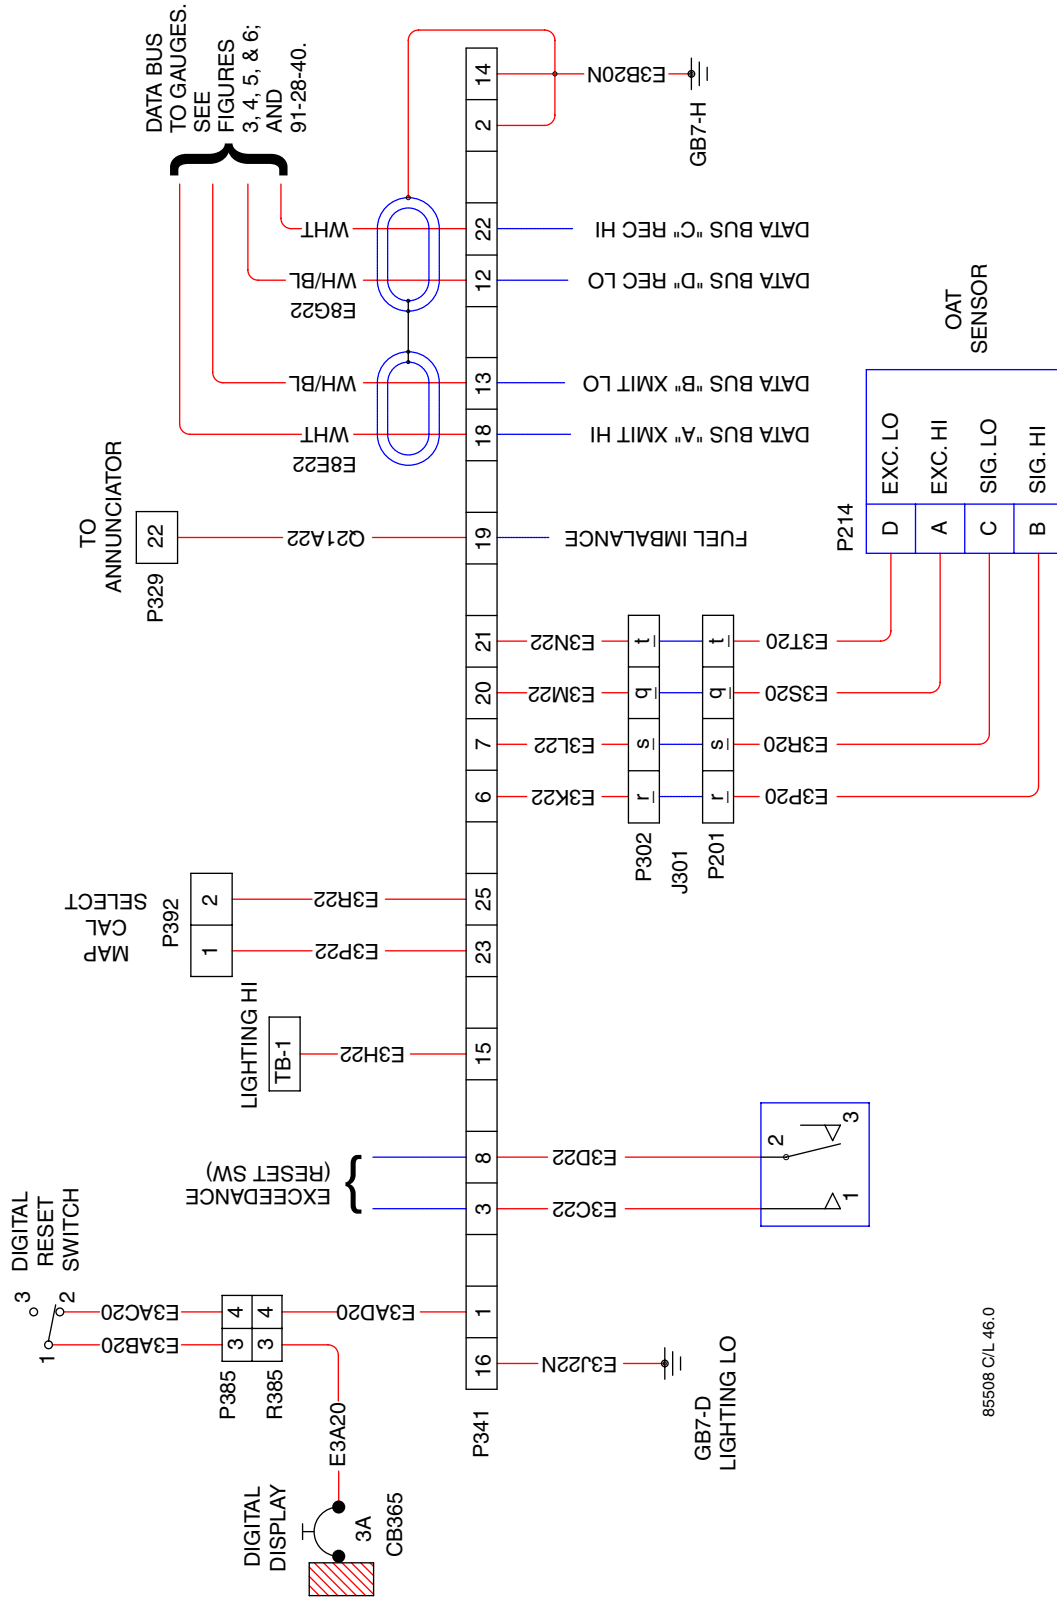 DATA BUS
TO GAUGES.
SEE
FIGURES
3, 4, 5, & 6;
AND
91-28-40.
14
2
22
12
13
18
19
21
20
7
6
25
23
15
8
3
1
16
P341
E3B20N
GB7-H
WHT
WH/BL
E8G22
WH/BL
WHT
E8E22
DATA BUS "C" REC HI
DATA BUS "D" REC LO
DATA BUS "B" XMIT LO
DATA BUS "A" XMIT HI
TO
ANNUNCIATOR
22
P329
Q21A22
FUEL IMBALANCE
E3N22
E3M22
E3L22
E3K22
t
q
s
r
P302
J301
t
q
s
r
P201
E3T20
E3S20
E3R20
E3P20
OAT
SENSOR
P214
D EXC. LO
A EXC. HI
C SIG. LO
B SIG. HI
MAP
CAL
SELECT
P392
2
1
E3R22
E3P22
LIGHTING HI
TB-1
E3H22
EXCEEDANCE
(RESET SW)
E3D22
E3C22
2
3
1
DIGITAL
RESET
SWITCH
3
2
1
E3AC20
E3AB20
4
3
P385
4
3
R385
E3AD20
E3A20
DIGITAL
DISPLAY
3A
CB365
E3J22N
GB7-D
LIGHTING LO
85508 C/L 46.0